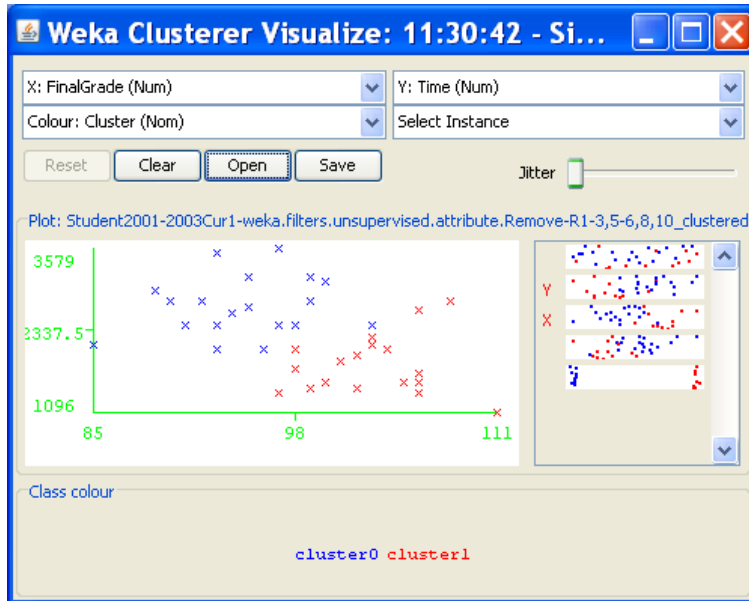 Weka Clusterer Visualize: 11:30:42 - Si...
X: FinalGrade (Num) Y: Time (Num)
Colour: Cluster (Nom) Select Instance
Reset Clear Open Save Jitter
Plot: Student2001-2003Cur1-weka.filters.unsupervised.attribute.Remove-R1-3,5-6,8,10_clustered
3579
Y
X
2337.5
1096
85 98 111
Class colour
cluster0 cluster1